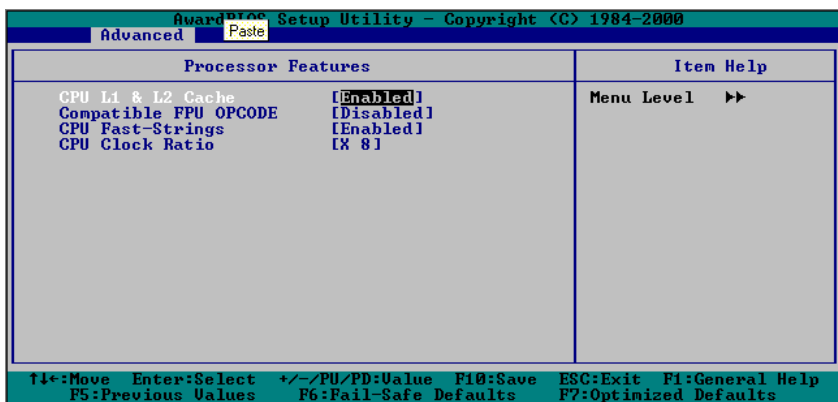 AwardBIOS Setup Utility - Copyright (C) 1984-2000
Paste
Advanced
Processor Features
Item Help
CPU L1 & L2 Cache [Enabled]
Compatible FPU OPCODE [Disabled]
CPU Fast-Strings [Enabled]
CPU Clock Ratio [X 8]
Menu Level ▶▶
↑↓←:Move Enter:Select +/-/PU/PD:Value F10:Save ESC:Exit F1:General Help
F5:Previous Values F6:Fail-Safe Defaults F7:Optimized Defaults